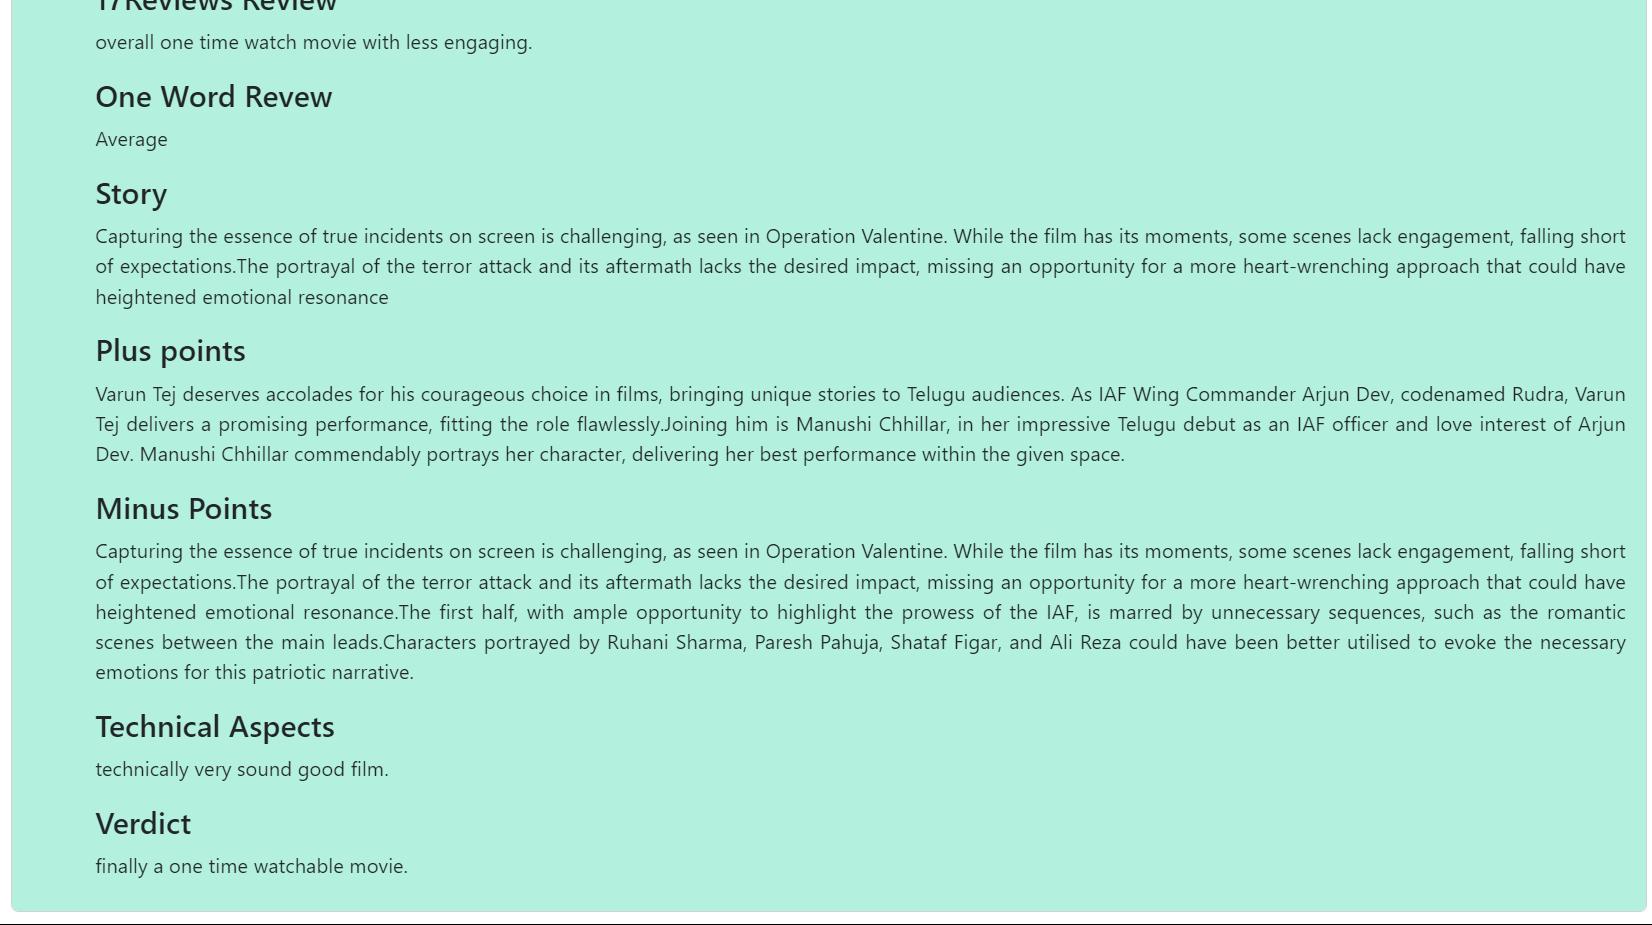 17Reviews Review
overall one time watch movie with less engaging.
One Word Revew
Average
Story
Capturing the essence of true incidents on screen is challenging, as seen in Operation Valentine. While the film has its moments, some scenes lack engagement, falling short
of expectations.The portrayal of the terror attack and its aftermath lacks the desired impact, missing an opportunity for a more heart-wrenching approach that could have
heightened emotional resonance
Plus points
Varun Tej deserves accolades for his courageous choice in films, bringing unique stories to Telugu audiences. As IAF Wing Commander Arjun Dev, codenamed Rudra, Varun
Tej delivers a promising performance, fitting the role flawlessly.Joining him is Manushi Chhillar, in her impressive Telugu debut as an IAF officer and love interest of Arjun
Dev. Manushi Chhillar commendably portrays her character, delivering her best performance within the given space.
Minus Points
Capturing the essence of true incidents on screen is challenging, as seen in Operation Valentine. While the film has its moments, some scenes lack engagement, falling short
of expectations.The portrayal of the terror attack and its aftermath lacks the desired impact, missing an opportunity for a more heart-wrenching approach that could have
heightened emotional resonance.The first half, with ample opportunity to highlight the prowess of the IAF, is marred by unnecessary sequences, such as the romantic
scenes between the main leads.Characters portrayed by Ruhani Sharma, Paresh Pahuja, Shataf Figar, and Ali Reza could have been better utilised to evoke the necessary
emotions for this patriotic narrative.
Technical Aspects
technically very sound good film.
Verdict
finally a one time watchable movie.